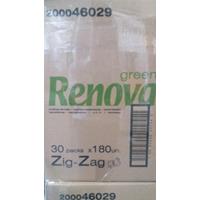 200046029
green
Renova
30 packs x180un.
Zig-Zag
200046029